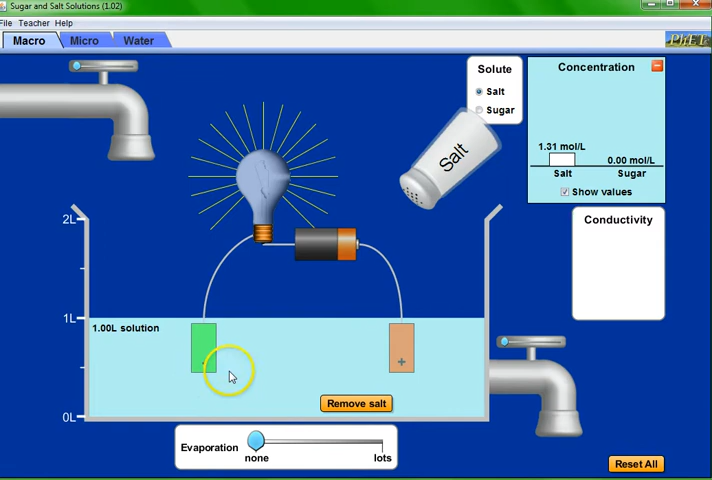 Sugar and Salt Solutions (1.02)
File Teacher Help
Macro Micro Water
PhET
Solute
Salt
Sugar
Salt
Concentration
1.31 mol/L
0.00 mol/L
Salt Sugar
Show values
Conductivity
2L
1L
1.00L solution
-
+
Remove salt
0L
Evaporation
none lots
Reset All